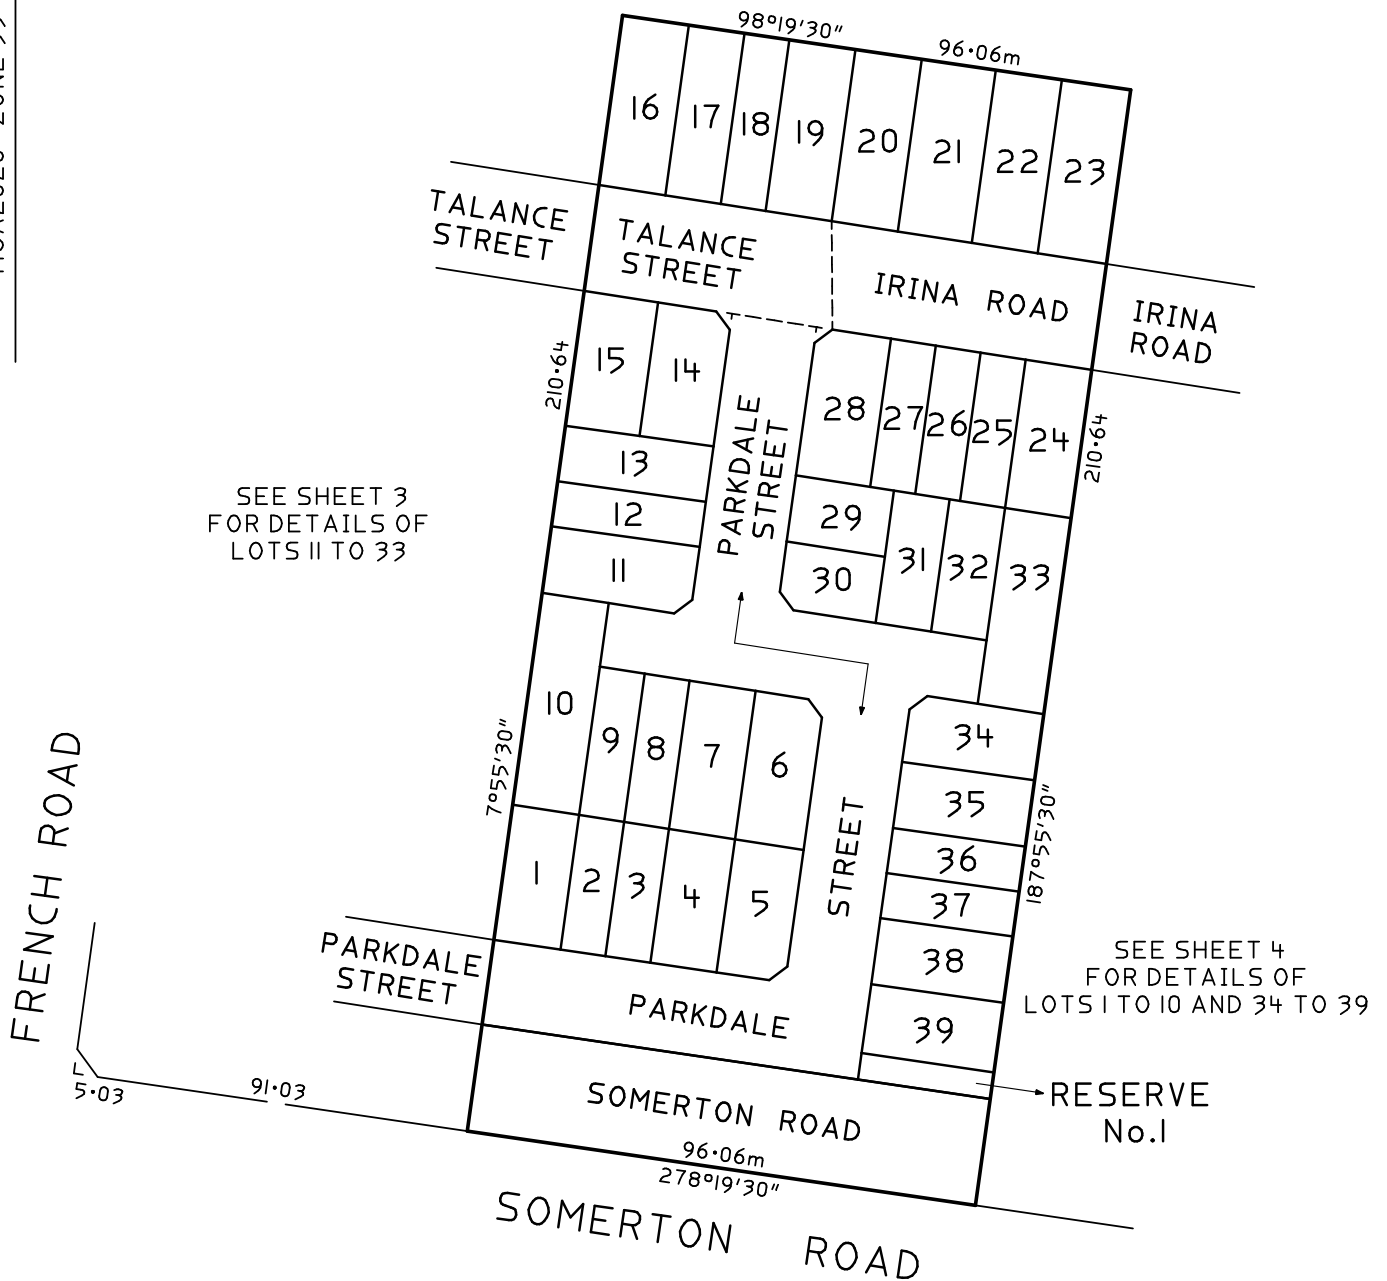 98°19'30"
96·06m
16
17
18
19
20
21
22
23
TALANCE
STREET
TALANCE
STREET
IRINA ROAD
IRINA
ROAD
15
14
210·64
PARKDALE
STREET
28
27
26
25
24
210·64
13
12
11
29
30
31
32
33
SEE SHEET 3
FOR DETAILS OF
LOTS 11 TO 33
10
9
8
7
6
34
35
36
37
38
39
7°55'30"
187°55'30"
FRENCH ROAD
1
2
3
4
5
STREET
PARKDALE
STREET
PARKDALE
SEE SHEET 4
FOR DETAILS OF
LOTS 1 TO 10 AND 34 TO 39
5·03
91·03
SOMERTON ROAD
RESERVE
No.1
96·06m
278°19'30"
SOMERTON ROAD